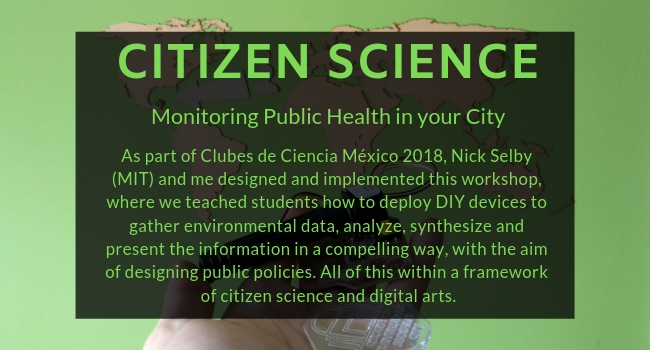 CITIZEN SCIENCE
Monitoring Public Health in your City
As part of Clubes de Ciencia México 2018, Nick Selby
(MIT) and me designed and implemented this workshop,
where we teached students how to deploy DIY devices to
gather environmental data, analyze, synthesize and
present the information in a compelling way, with the aim
of designing public policies. All of this within a framework
of citizen science and digital arts.